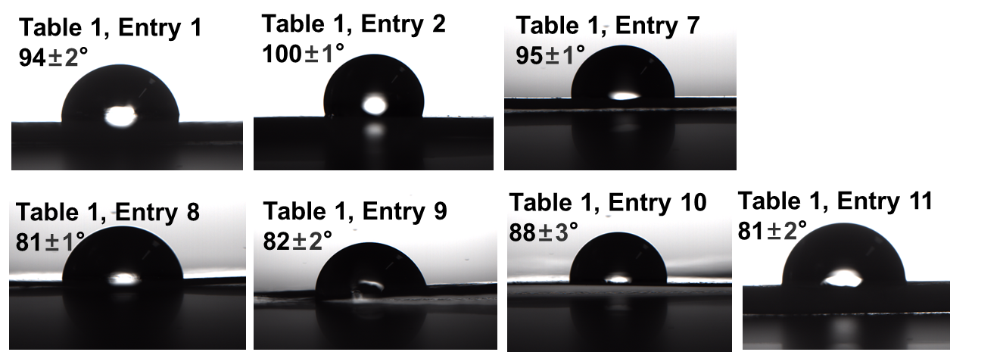 Table 1, Entry 1
94±2°
Table 1, Entry 2
100±1°
Table 1, Entry 7
95±1°
Table 1, Entry 8
81±1°
Table 1, Entry 9
82±2°
Table 1, Entry 10
88±3°
Table 1, Entry 11
81±2°